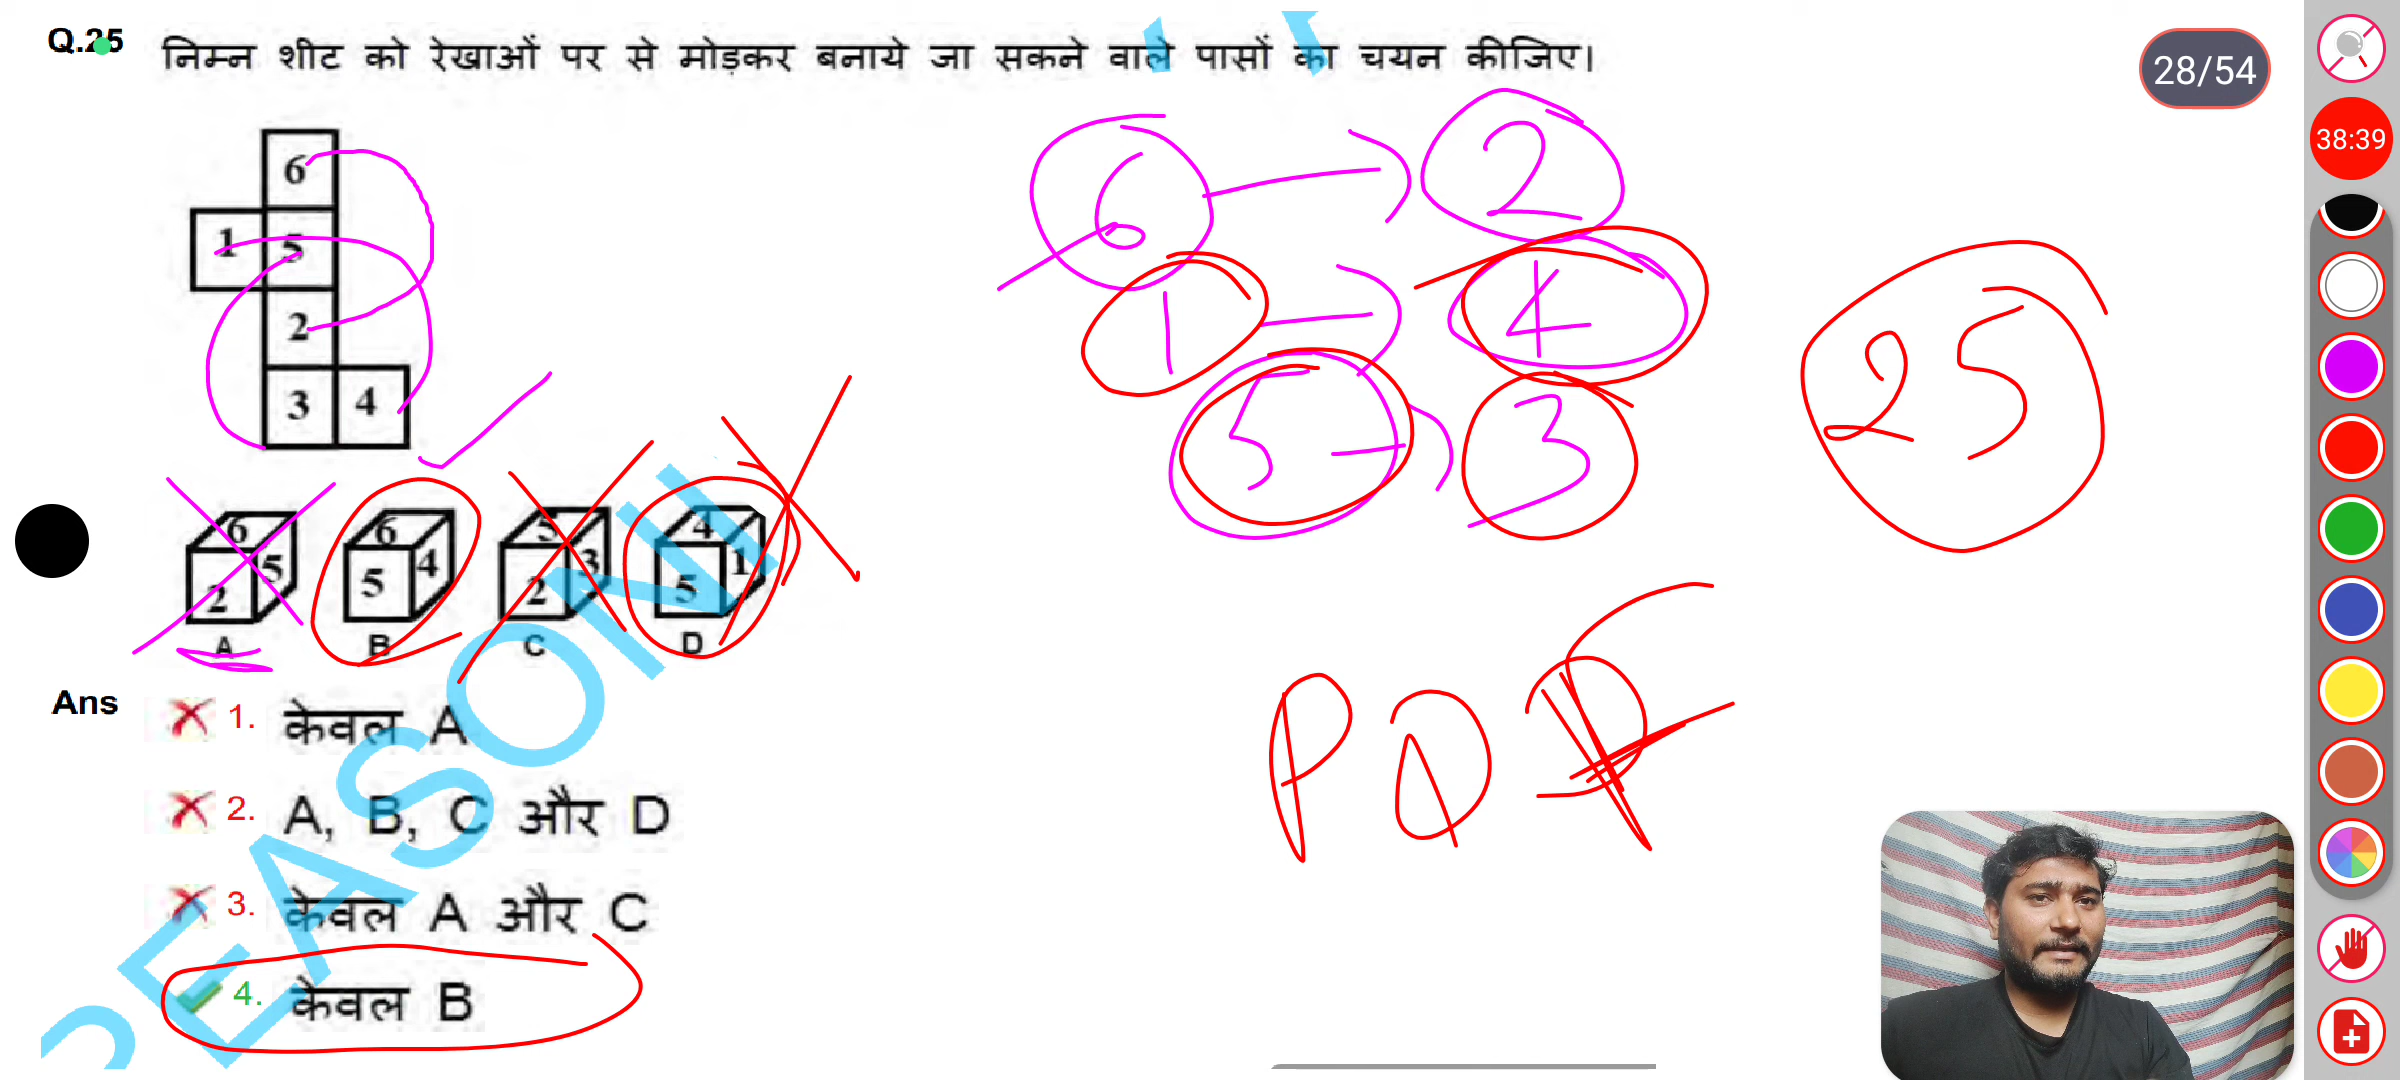 Q.25 निम्न शीट को रेखाओं पर से मोड़कर बनाये जा सकने वाले पासों का चयन कीजिए।
28/54
38:39
6
1 5
2
3 4
6 → 2
1 → 4
5 → 3
25
6 5 2
6 4 5
5 3 2
4 1 5
A B C D
Ans
1. केवल A
2. A, B, C और D
3. केवल A और C
4. केवल B
REASONI